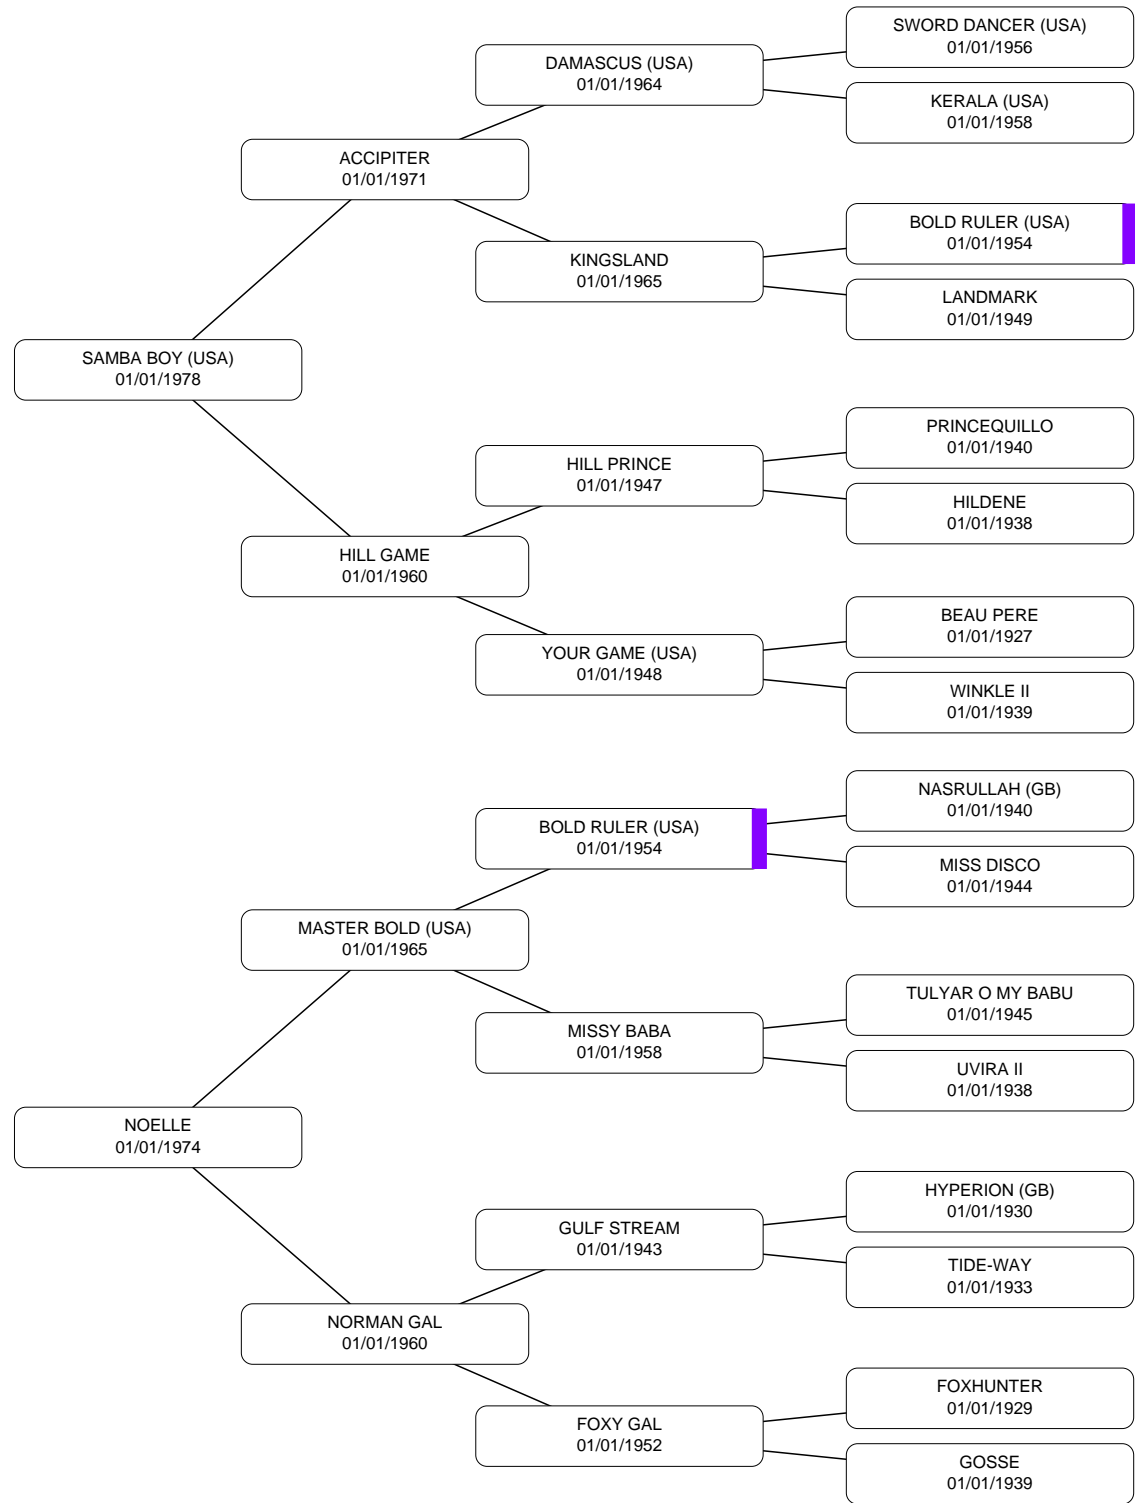 SWORD DANCER (USA)
01/01/1956
DAMASCUS (USA)
01/01/1964
KERALA (USA)
01/01/1958
ACCIPITER
01/01/1971
BOLD RULER (USA)
01/01/1954
KINGSLAND
01/01/1965
LANDMARK
01/01/1949
SAMBA BOY (USA)
01/01/1978
PRINCEQUILLO
01/01/1940
HILL PRINCE
01/01/1947
HILDENE
01/01/1938
HILL GAME
01/01/1960
BEAU PERE
01/01/1927
YOUR GAME (USA)
01/01/1948
WINKLE II
01/01/1939
NASRULLAH (GB)
01/01/1940
BOLD RULER (USA)
01/01/1954
MISS DISCO
01/01/1944
MASTER BOLD (USA)
01/01/1965
TULYAR O MY BABU
01/01/1945
MISSY BABA
01/01/1958
UVIRA II
01/01/1938
NOELLE
01/01/1974
HYPERION (GB)
01/01/1930
GULF STREAM
01/01/1943
TIDE-WAY
01/01/1933
NORMAN GAL
01/01/1960
FOXHUNTER
01/01/1929
FOXY GAL
01/01/1952
GOSSE
01/01/1939